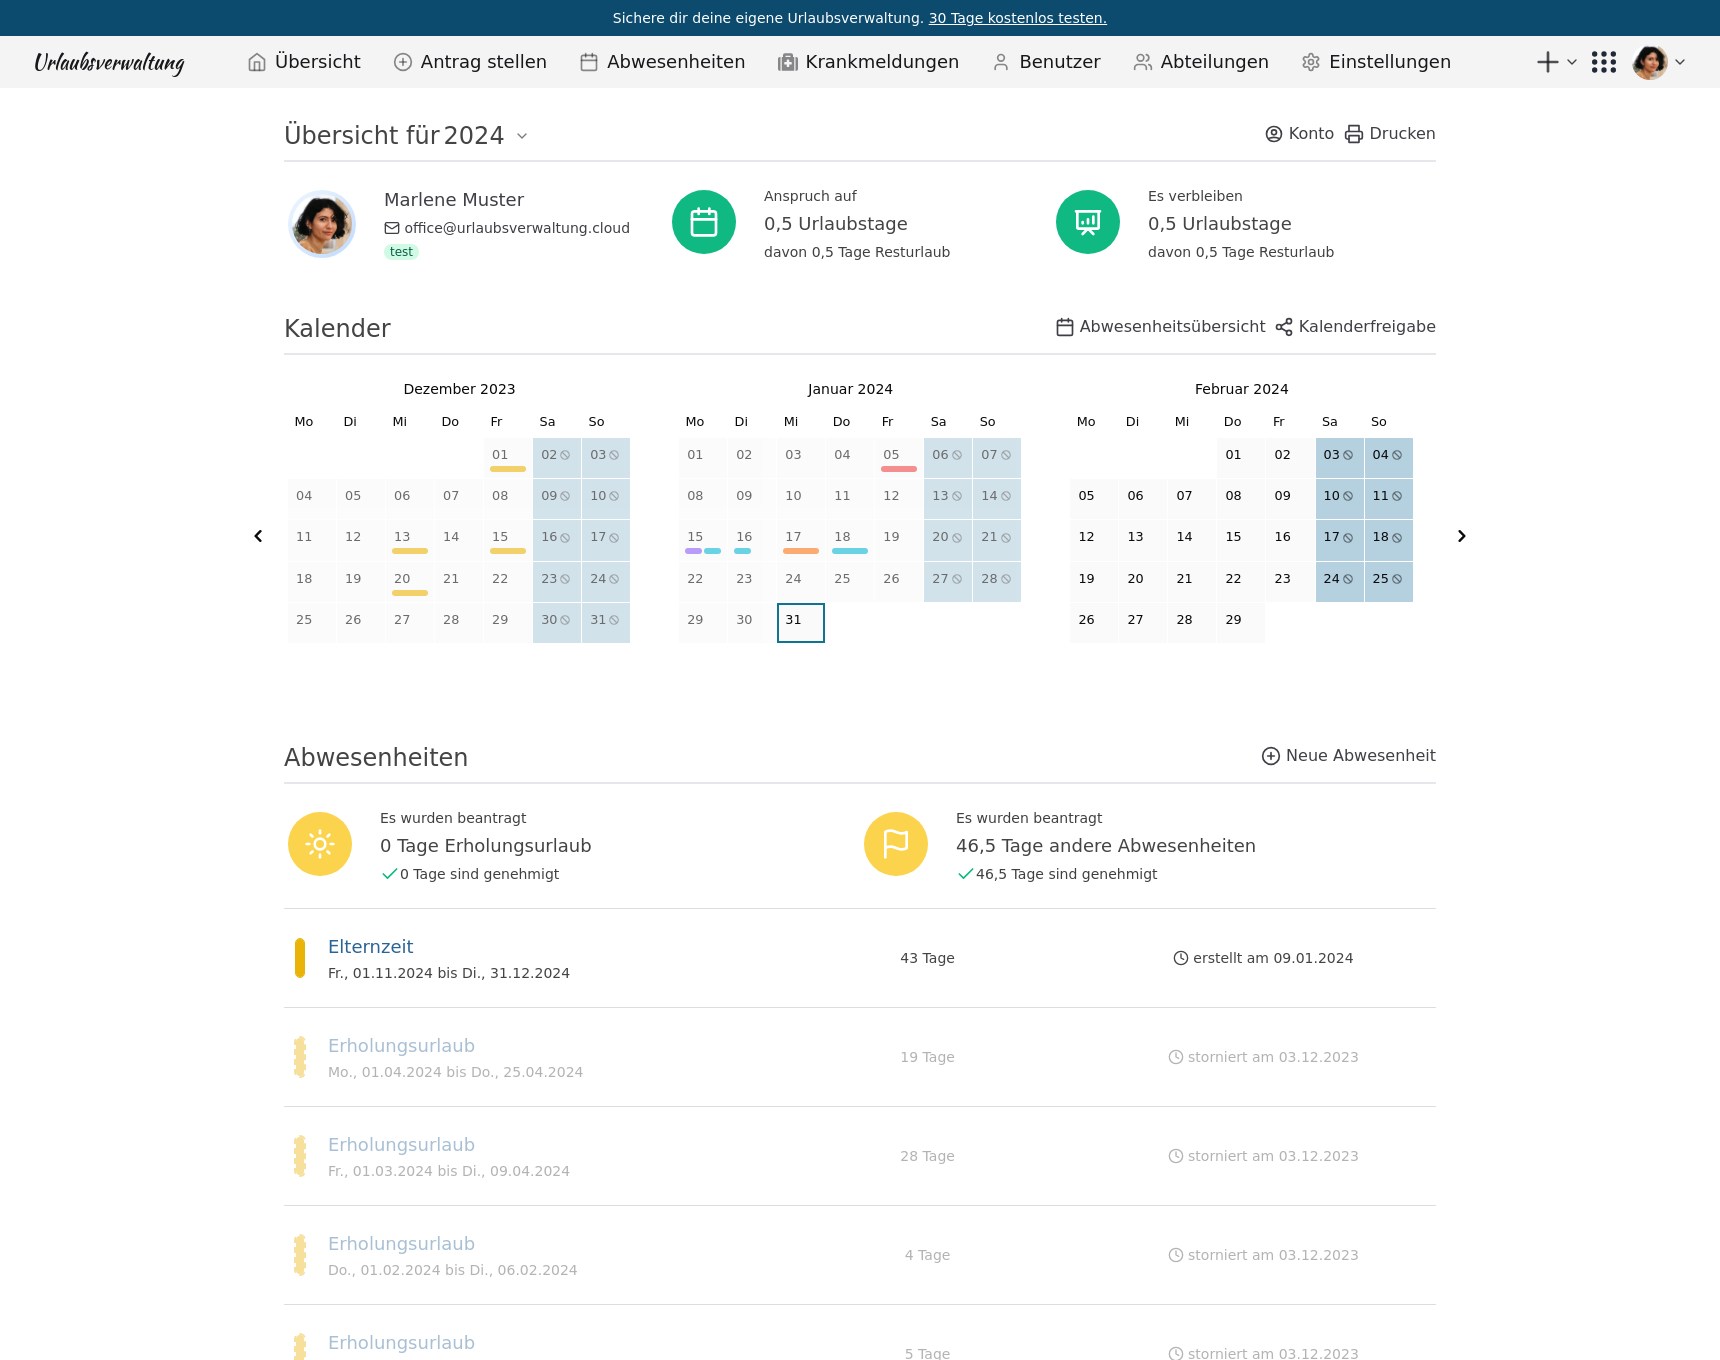 Sichere dir deine eigene Urlaubsverwaltung. 30 Tage kostenlos testen.
Urlaubsverwaltung Übersicht Antrag stellen Abwesenheiten Krankmeldungen Benutzer Abteilungen Einstellungen
Übersicht für 2024 Konto Drucken
Marlene Muster
office@urlaubsverwaltung.cloud
test
Anspruch auf
0,5 Urlaubstage
davon 0,5 Tage Resturlaub
Es verbleiben
0,5 Urlaubstage
davon 0,5 Tage Resturlaub
Kalender Abwesenheitsübersicht Kalenderfreigabe
Dezember 2023
Mo Di Mi Do Fr Sa So
01 02 03
04 05 06 07 08 09 10
11 12 13 14 15 16 17
18 19 20 21 22 23 24
25 26 27 28 29 30 31
Januar 2024
Mo Di Mi Do Fr Sa So
01 02 03 04 05 06 07
08 09 10 11 12 13 14
15 16 17 18 19 20 21
22 23 24 25 26 27 28
29 30 31
Februar 2024
Mo Di Mi Do Fr Sa So
01 02 03 04
05 06 07 08 09 10 11
12 13 14 15 16 17 18
19 20 21 22 23 24 25
26 27 28 29
Abwesenheiten Neue Abwesenheit
Es wurden beantragt
0 Tage Erholungsurlaub
0 Tage sind genehmigt
Es wurden beantragt
46,5 Tage andere Abwesenheiten
46,5 Tage sind genehmigt
Elternzeit
Fr., 01.11.2024 bis Di., 31.12.2024
43 Tage
erstellt am 09.01.2024
Erholungsurlaub
Mo., 01.04.2024 bis Do., 25.04.2024
19 Tage
storniert am 03.12.2023
Erholungsurlaub
Fr., 01.03.2024 bis Di., 09.04.2024
28 Tage
storniert am 03.12.2023
Erholungsurlaub
Do., 01.02.2024 bis Di., 06.02.2024
4 Tage
storniert am 03.12.2023
Erholungsurlaub
5 Tage
storniert am 03.12.2023